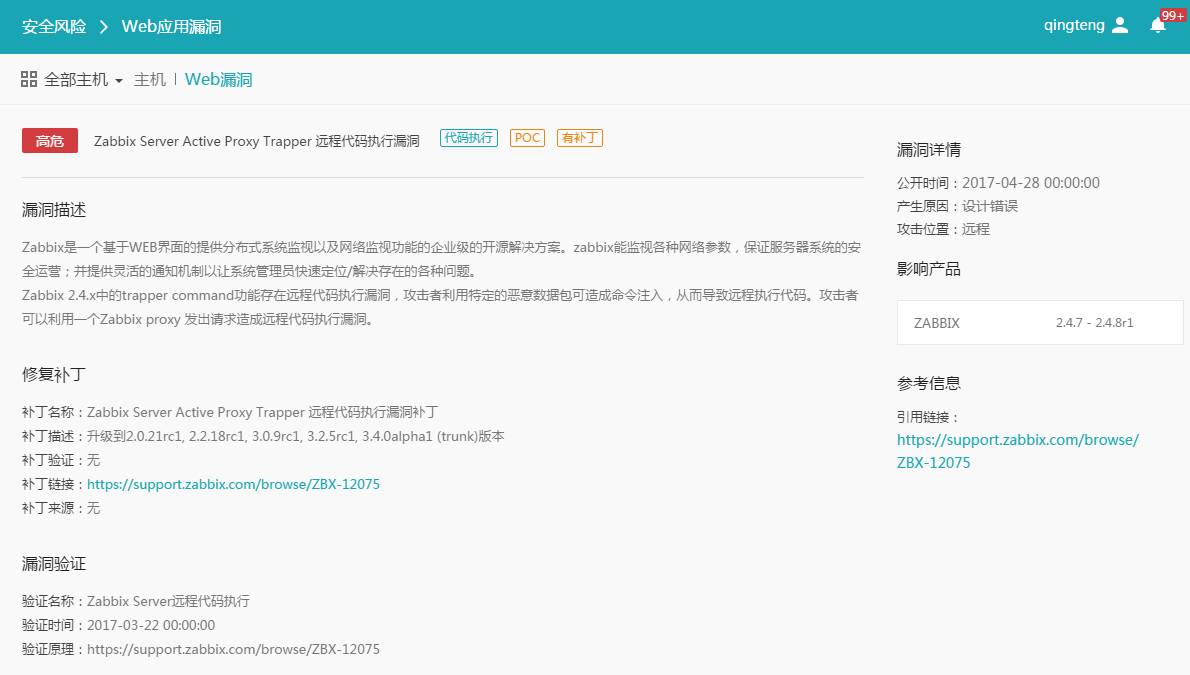 安全风险 > Web应用漏洞
qingteng
99+
全部主机 主机 | Web漏洞
高危 Zabbix Server Active Proxy Trapper 远程代码执行漏洞 代码执行 POC 有补丁
漏洞描述
Zabbix是一个基于WEB界面的提供分布式系统监视以及网络监视功能的企业级的开源解决方案。zabbix能监视各种网络参数，保证服务器系统的安
全运营；并提供灵活的通知机制以让系统管理员快速定位/解决存在的各种问题。
Zabbix 2.4.x中的trapper command功能存在远程代码执行漏洞，攻击者利用特定的恶意数据包可造成命令注入，从而导致远程执行代码。攻击者
可以利用一个Zabbix proxy 发出请求造成远程代码执行漏洞。
修复补丁
补丁名称：Zabbix Server Active Proxy Trapper 远程代码执行漏洞补丁
补丁描述：升级到2.0.21rc1, 2.2.18rc1, 3.0.9rc1, 3.2.5rc1, 3.4.0alpha1 (trunk)版本
补丁验证：无
补丁链接：https://support.zabbix.com/browse/ZBX-12075
补丁来源：无
漏洞验证
验证名称：Zabbix Server远程代码执行
验证时间：2017-03-22 00:00:00
验证原理：https://support.zabbix.com/browse/ZBX-12075
漏洞详情
公开时间：2017-04-28 00:00:00
产生原因：设计错误
攻击位置：远程
影响产品
ZABBIX 2.4.7 - 2.4.8r1
参考信息
引用链接：
https://support.zabbix.com/browse/
ZBX-12075